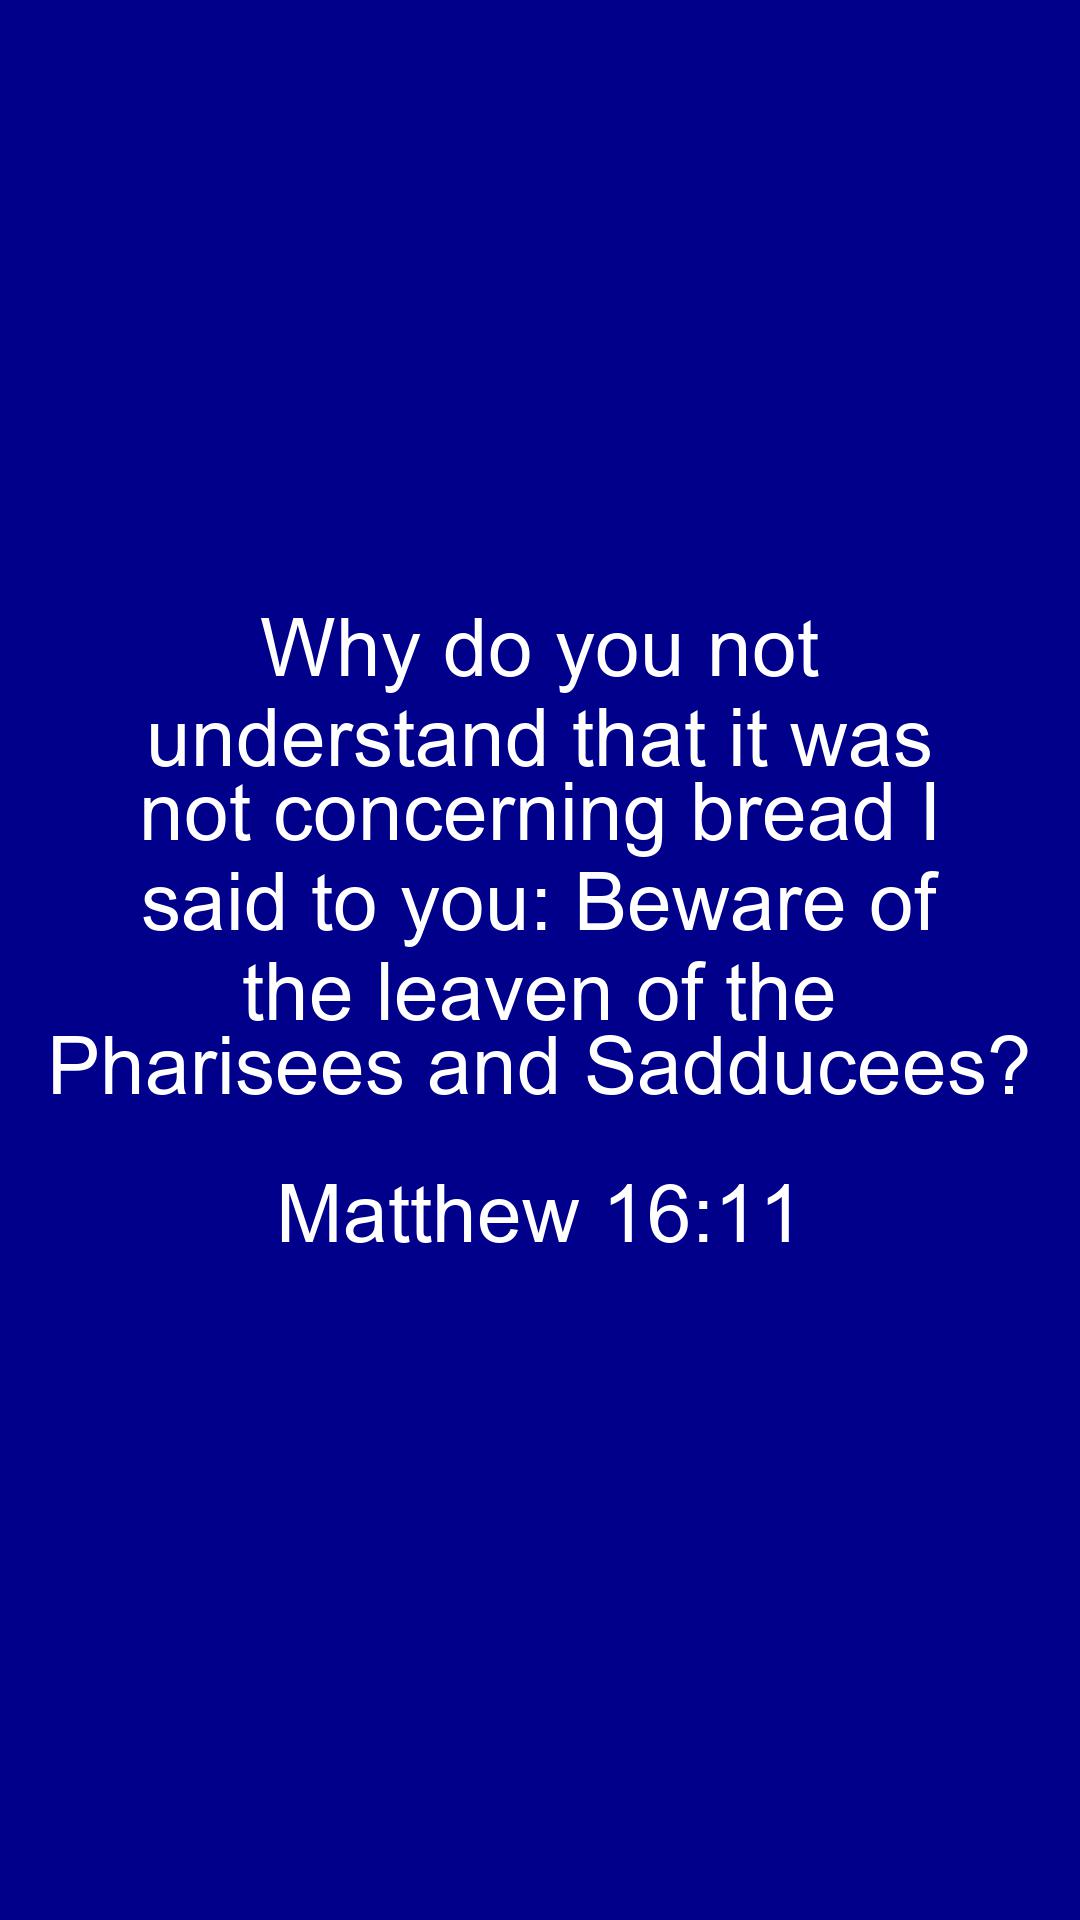 Why do you not
understand that it was
not concerning bread I
said to you: Beware of
the leaven of the
Pharisees and Sadducees?
Matthew 16:11